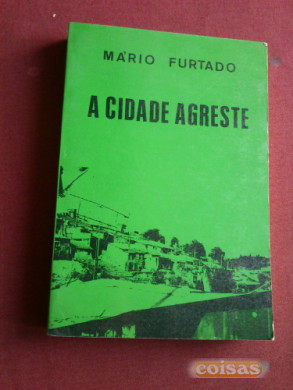 MÁRIO FURTADO
A CIDADE AGRESTE
coisas